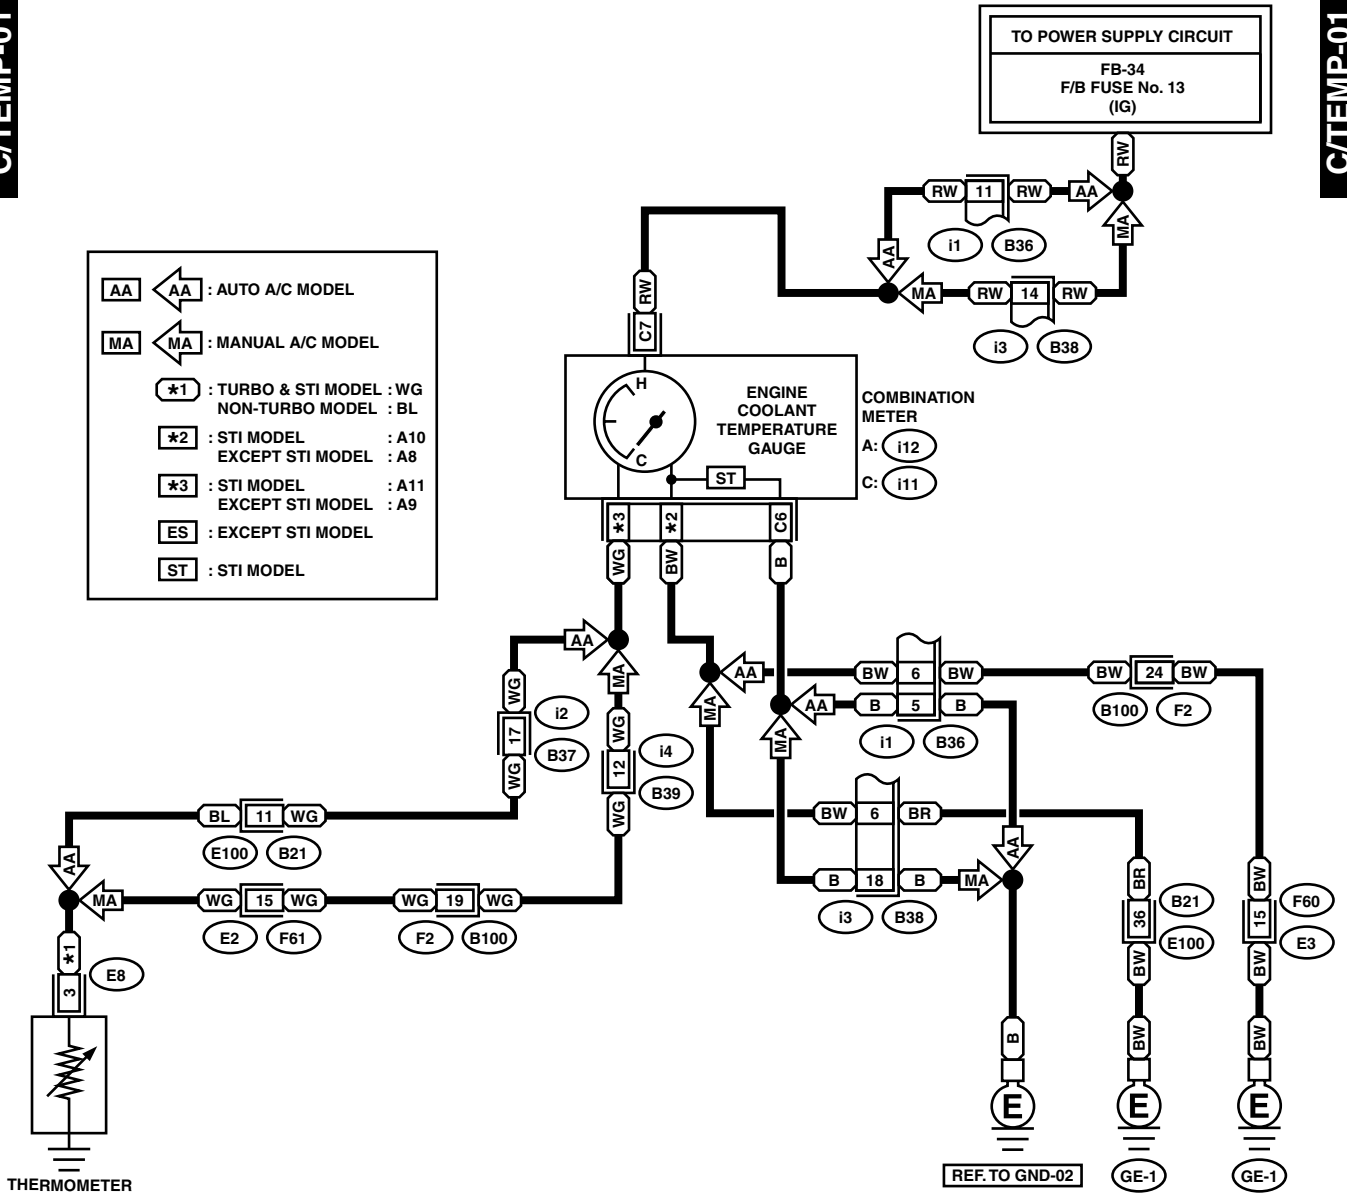 C/TEMP-01
C/TEMP-01
TO POWER SUPPLY CIRCUIT
FB-34
F/B FUSE No. 13
(IG)
RW
RW 11 RW AA
i1 B36
AA MA
MA RW 14 RW
i3 B38
RW
C7
AA AA : AUTO A/C MODEL
MA MA : MANUAL A/C MODEL
*1 : TURBO & STI MODEL : WG
NON-TURBO MODEL : BL
*2 : STI MODEL : A10
EXCEPT STI MODEL : A8
*3 : STI MODEL : A11
EXCEPT STI MODEL : A9
ES : EXCEPT STI MODEL
ST : STI MODEL
H
C
ENGINE
COOLANT
TEMPERATURE
GAUGE
ST
COMBINATION
METER
A: i12
C: i11
*3 *2 C6
WG BW B
AA
MA
WG
17
WG
i2
B37
WG
12
WG
i4
B39
AA BW 6 BW
BW 24 BW
B100 F2
MA AA B 5 B
MA
i1 B36
BW 6 BR
B 18 B MA
AA
i3 B38
BL 11 WG
E100 B21
AA
MA WG 15 WG
WG 19 WG
E2 F61
F2 B100
*1
3
E8
BR
36
BW
B21
E100
BW
15
BW
F60
E3
B BW BW
E E E
REF. TO GND-02
GE-1
GE-1
THERMOMETER